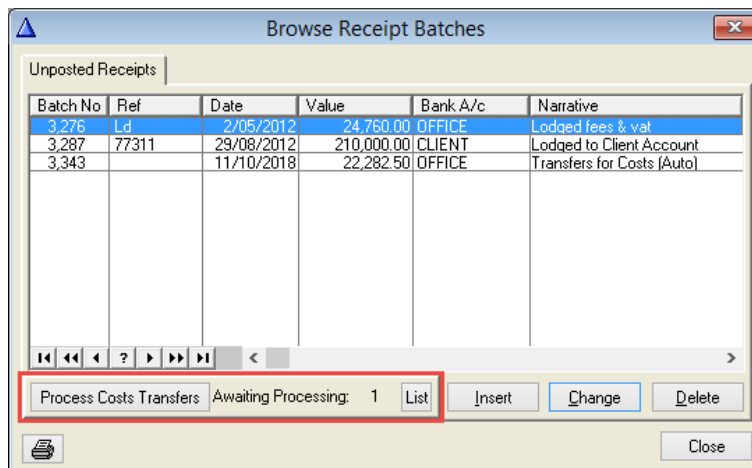 Browse Receipt Batches
Unposted Receipts
Batch No Ref Date Value Bank A/c Narrative
3,276 Ld 2/05/2012 24,760.00 OFFICE Lodged fees & vat
3,287 77311 29/08/2012 210,000.00 CLIENT Lodged to Client Account
3,343 11/10/2018 22,282.50 OFFICE Transfers for Costs (Auto)
?
Process Costs Transfers Awaiting Processing: 1 List Insert Change Delete
Close